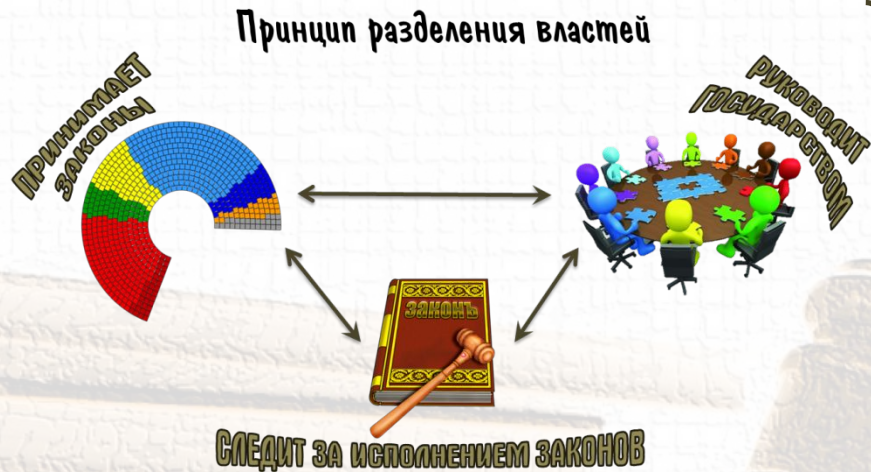 Принцип разделения властей
ПРИНИМАЕТ
ЗАКОНЫ
РУКОВОДИТ
ГОСУДАРСТВОМ
ЗАКОНЪ
СЛЕДИТ ЗА ИСПОЛНЕНИЕМ ЗАКОНОВ